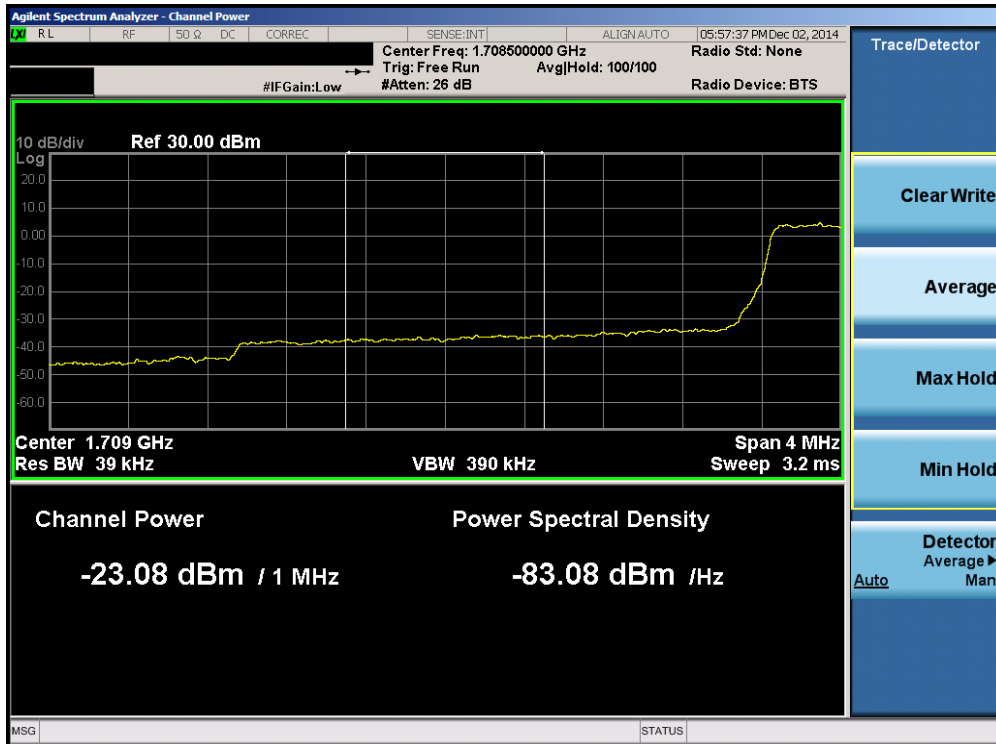 Agilent Spectrum Analyzer - Channel Power
LXI RL RF 50 Ω DC CORREC SENSE:INT ALIGN AUTO 05:57:37 PM Dec 02, 2014
Center Freq: 1.708500000 GHz Radio Std: None
Trig: Free Run Avg|Hold: 100/100
#IFGain:Low #Atten: 26 dB Radio Device: BTS
10 dB/div Ref 30.00 dBm
Log
20.0
10.0
0.00
-10.0
-20.0
-30.0
-40.0
-50.0
-60.0
Center 1.709 GHz Span 4 MHz
Res BW 39 kHz VBW 390 kHz Sweep 3.2 ms
Channel Power Power Spectral Density
-23.08 dBm / 1 MHz -83.08 dBm /Hz
MSG STATUS
Trace/Detector
Clear Write
Average
Max Hold
Min Hold
Detector
Average▶
Auto Man